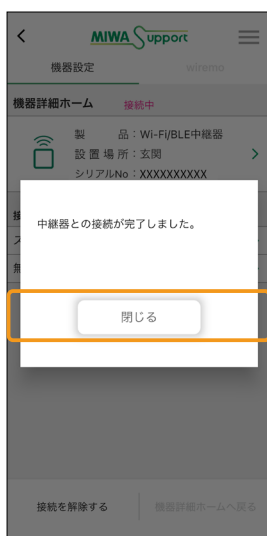 MIWA Support
機器設定 wiremo
機器詳細ホーム 接続中
製 品:Wi-Fi/BLE中継器
設置場所:玄関
シリアルNo:XXXXXXXXXX
中継器との接続が完了しました。
閉じる
接続を解除する 機器詳細ホームへ戻る